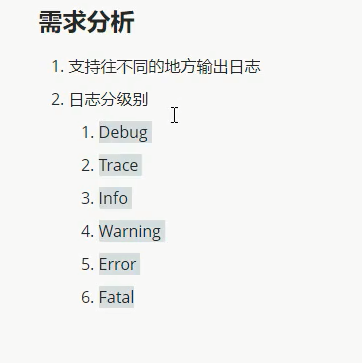 需求分析
1. 支持往不同的地方输出日志
2. 日志分级别
1. Debug
2. Trace
3. Info
4. Warning
5. Error
6. Fatal